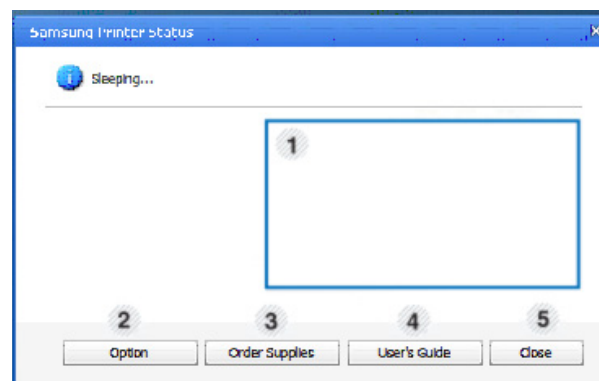 Samsung Printer Status
Sleeping...
1
2 3 4 5
Option Order Supplies User's Guide Close